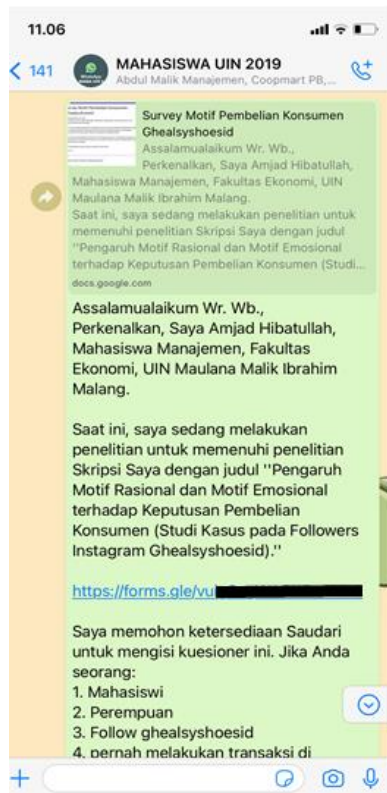 11.06
141
MAHASISWA UIN 2019
Abdul Malik Manajemen, Coopmart PB,...
Survey Motif Pembelian Konsumen
Ghealsyshoesid
Assalamualaikum Wr. Wb.,
Perkenalkan, Saya Amjad Hibatullah,
Mahasiswa Manajemen, Fakultas Ekonomi, UIN
Maulana Malik Ibrahim Malang.
Saat ini, saya sedang melakukan penelitian untuk
memenuhi penelitian Skripsi Saya dengan judul
"Pengaruh Motif Rasional dan Motif Emosional
terhadap Keputusan Pembelian Konsumen (Studi...
docs.google.com
Assalamualaikum Wr. Wb.,
Perkenalkan, Saya Amjad Hibatullah,
Mahasiswa Manajemen, Fakultas
Ekonomi, UIN Maulana Malik Ibrahim
Malang.
Saat ini, saya sedang melakukan
penelitian untuk memenuhi penelitian
Skripsi Saya dengan judul ''Pengaruh
Motif Rasional dan Motif Emosional
terhadap Keputusan Pembelian
Konsumen (Studi Kasus pada Followers
Instagram Ghealsyshoesid).''
https://forms.gle/vu
Saya memohon ketersediaan Saudari
untuk mengisi kuesioner ini. Jika Anda
seorang:
1. Mahasiswi
2. Perempuan
3. Follow ghealsyshoesid
4. pernah melakukan transaksi di